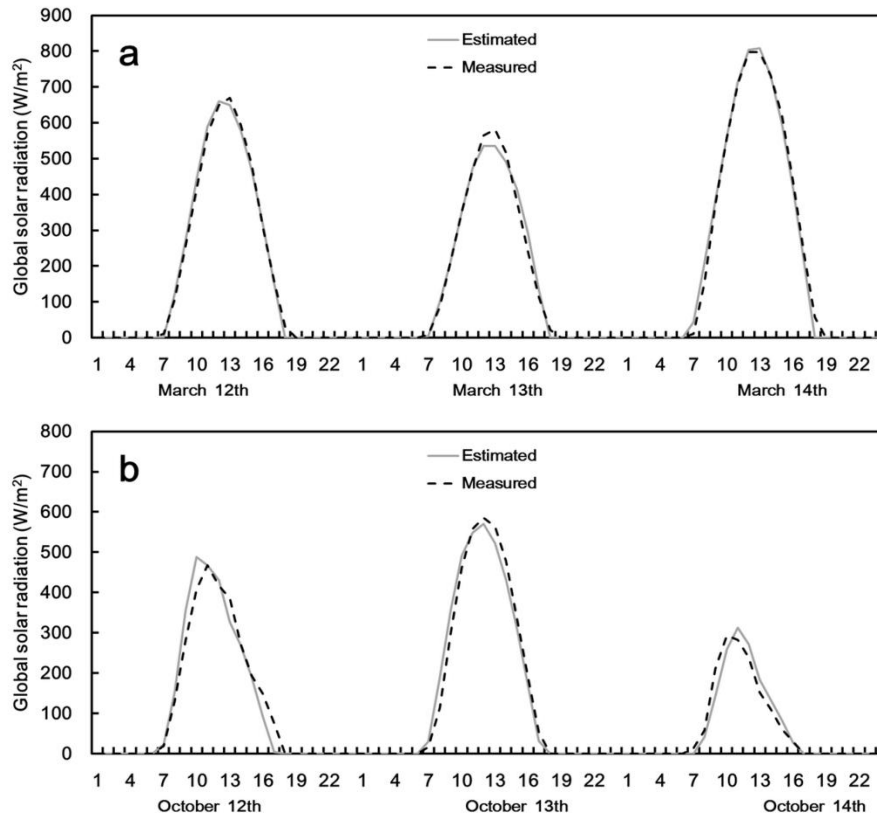 900
800
700
600
500
400
300
200
100
0
Global solar radiation (W/m²)
a
Estimated
Measured
1 4 7 10 13 16 19 22 1 4 7 10 13 16 19 22 1 4 7 10 13 16 19 22
March 12th March 13th March 14th
800
700
600
500
400
300
200
100
0
Global solar radiation (W/m²)
b
Estimated
Measured
1 4 7 10 13 16 19 22 1 4 7 10 13 16 19 22 1 4 7 10 13 16 19 22
October 12th October 13th October 14th